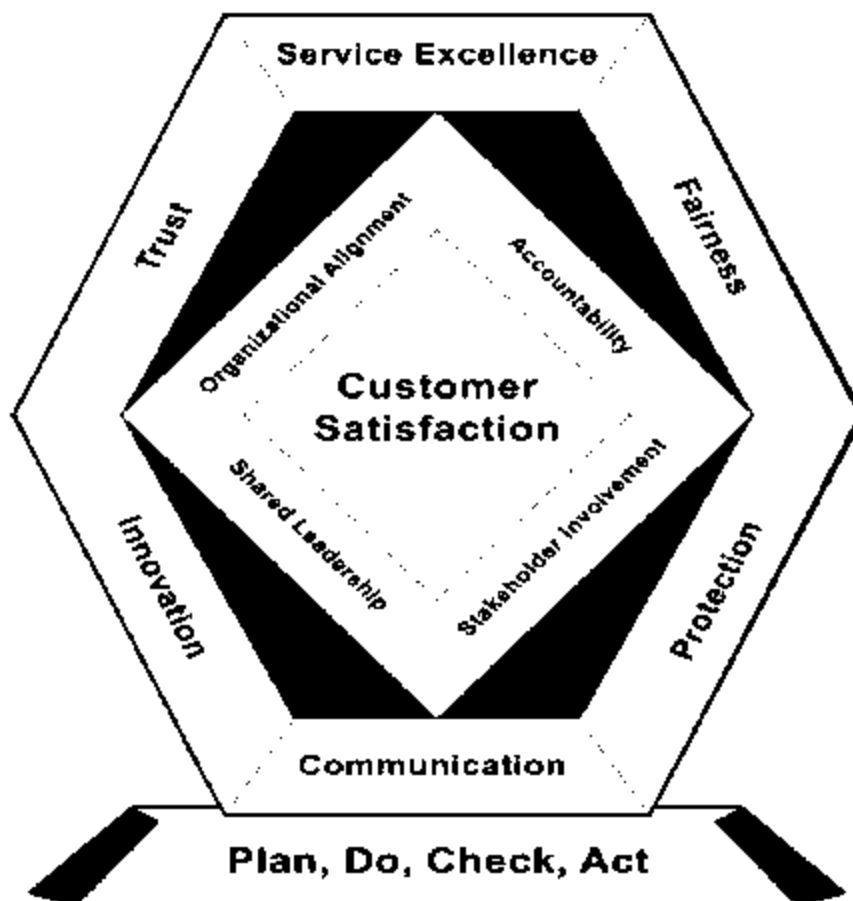 Service Excellence
Trust
Fairness
Organizational Alignment
Accountability
Customer
Satisfaction
Shared Leadership
Stakeholder Involvement
Innovation
Protection
Communication
Plan, Do, Check, Act